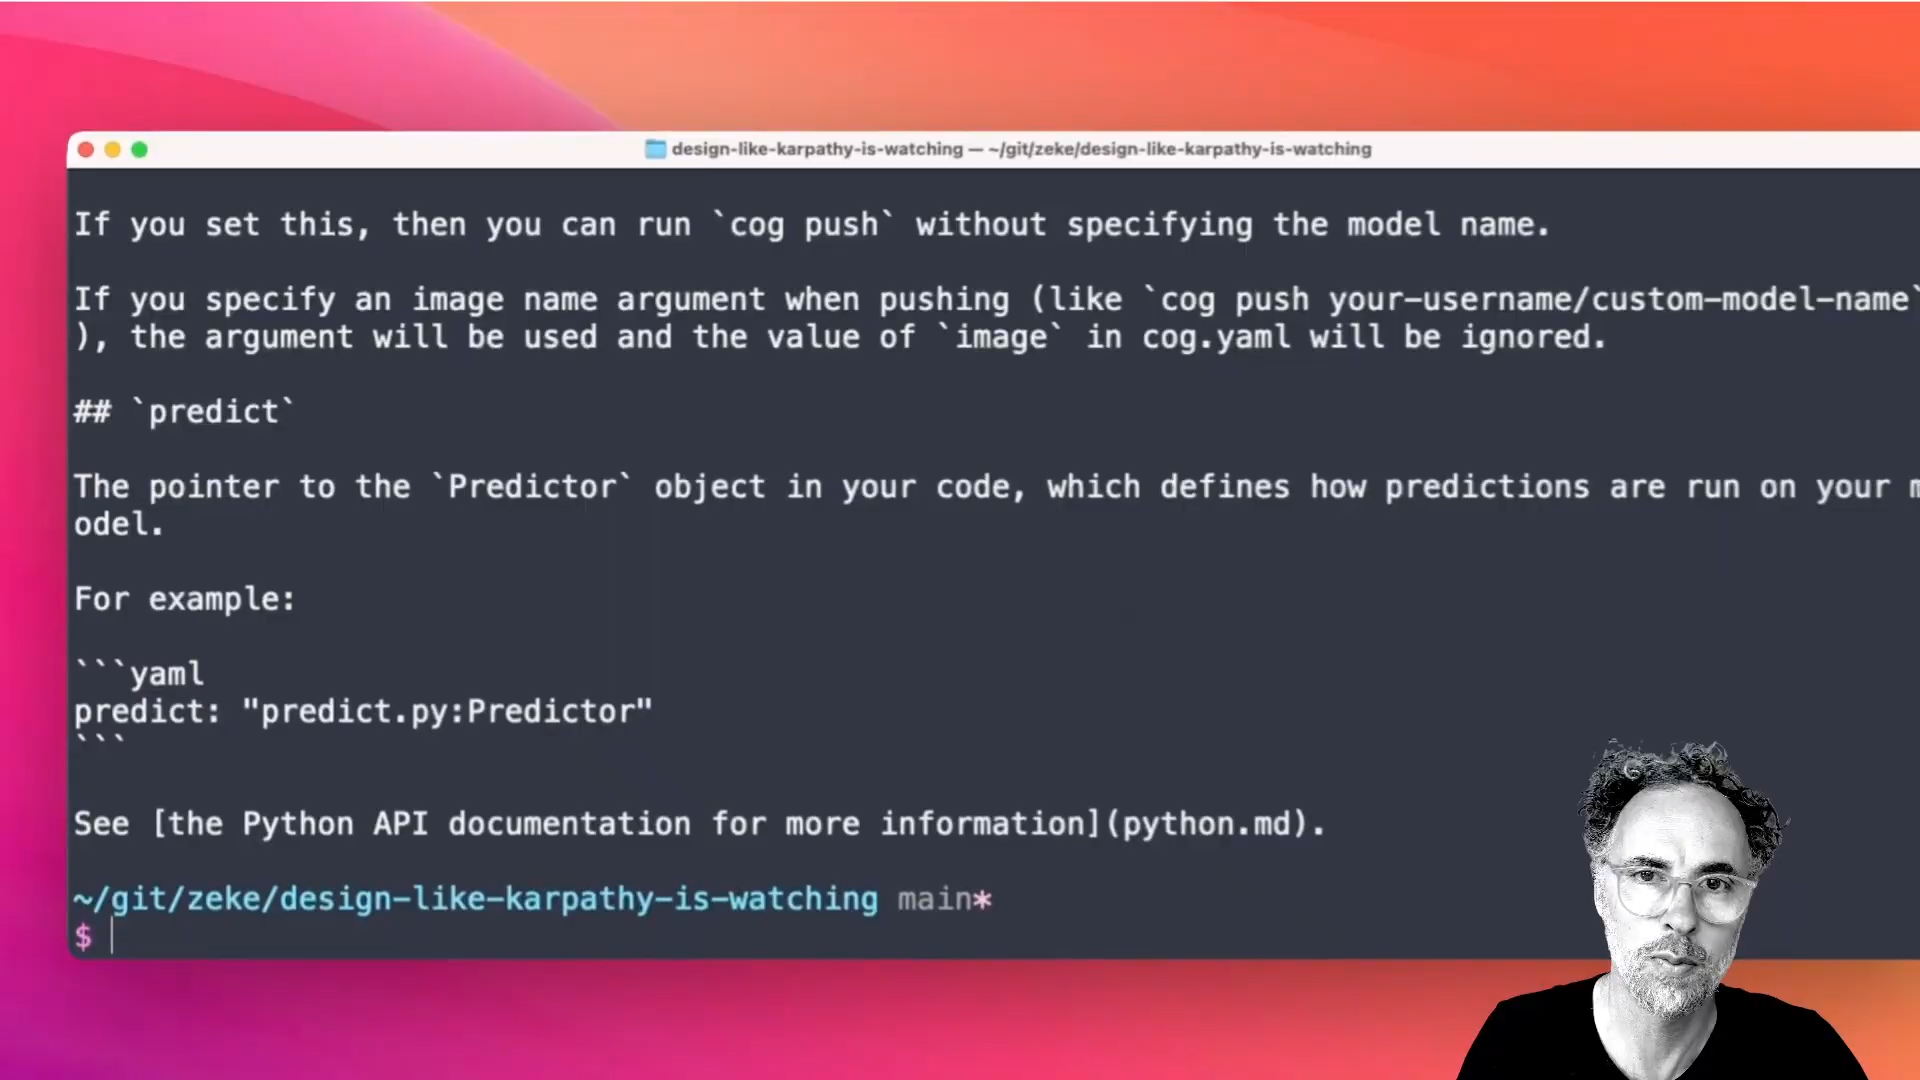 design-like-karpathy-is-watching — ~/git/zeke/design-like-karpathy-is-watching
If you set this, then you can run `cog push` without specifying the model name.
If you specify an image name argument when pushing (like `cog push your-username/custom-model-name`
), the argument will be used and the value of `image` in cog.yaml will be ignored.
## `predict`
The pointer to the `Predictor` object in your code, which defines how predictions are run on your m
odel.
For example:
```yaml
predict: "predict.py:Predictor"
```
See [the Python API documentation for more information](python.md).
~/git/zeke/design-like-karpathy-is-watching main*
$